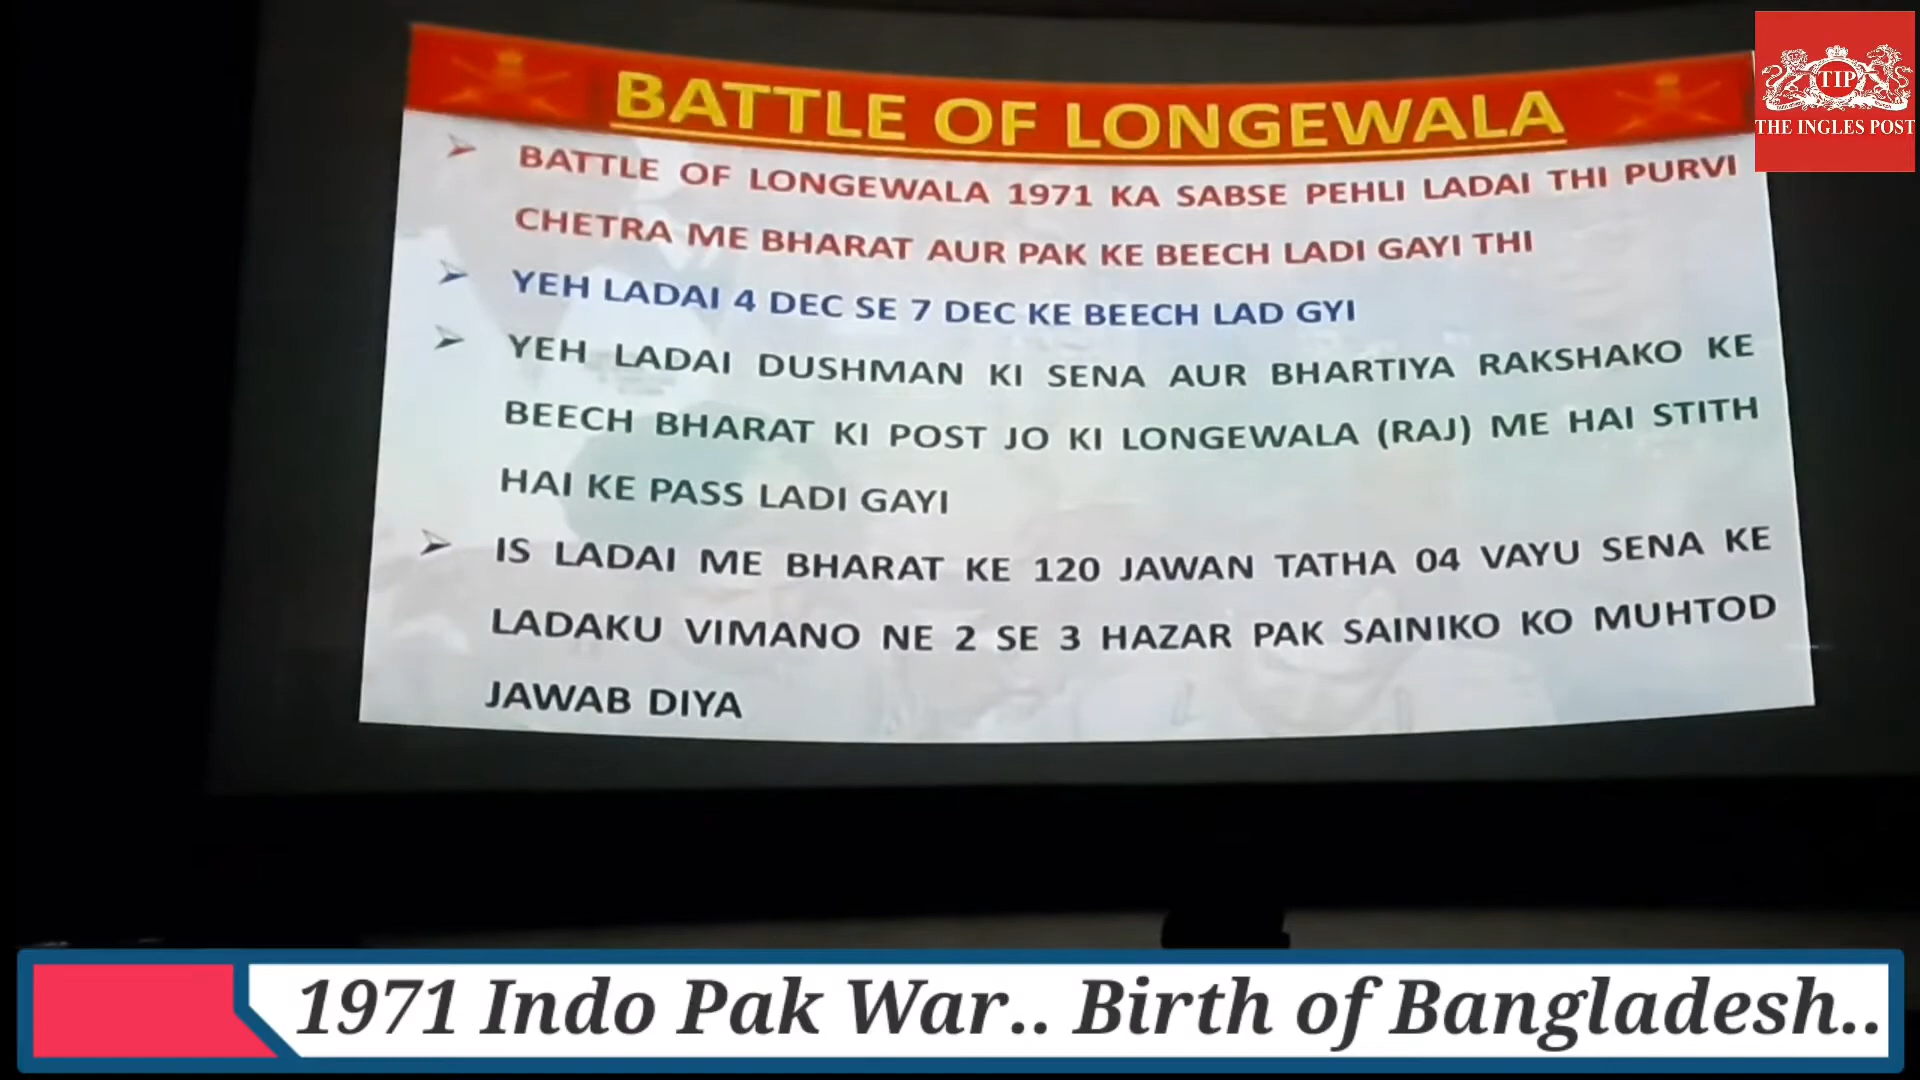 TIP
THE INGLES POST
BATTLE OF LONGEWALA
BATTLE OF LONGEWALA 1971 KA SABSE PEHLI LADAI THI PURVI
CHETRA ME BHARAT AUR PAK KE BEECH LADI GAYI THI
YEH LADAI 4 DEC SE 7 DEC KE BEECH LAD GYI
YEH LADAI DUSHMAN KI SENA AUR BHARTIYA RAKSHAKO KE
BEECH BHARAT KI POST JO KI LONGEWALA (RAJ) ME HAI STITH
HAI KE PASS LADI GAYI
IS LADAI ME BHARAT KE 120 JAWAN TATHA 04 VAYU SENA KE
LADAKU VIMANO NE 2 SE 3 HAZAR PAK SAINIKO KO MUHTOD
JAWAB DIYA
1971 Indo Pak War.. Birth of Bangladesh..